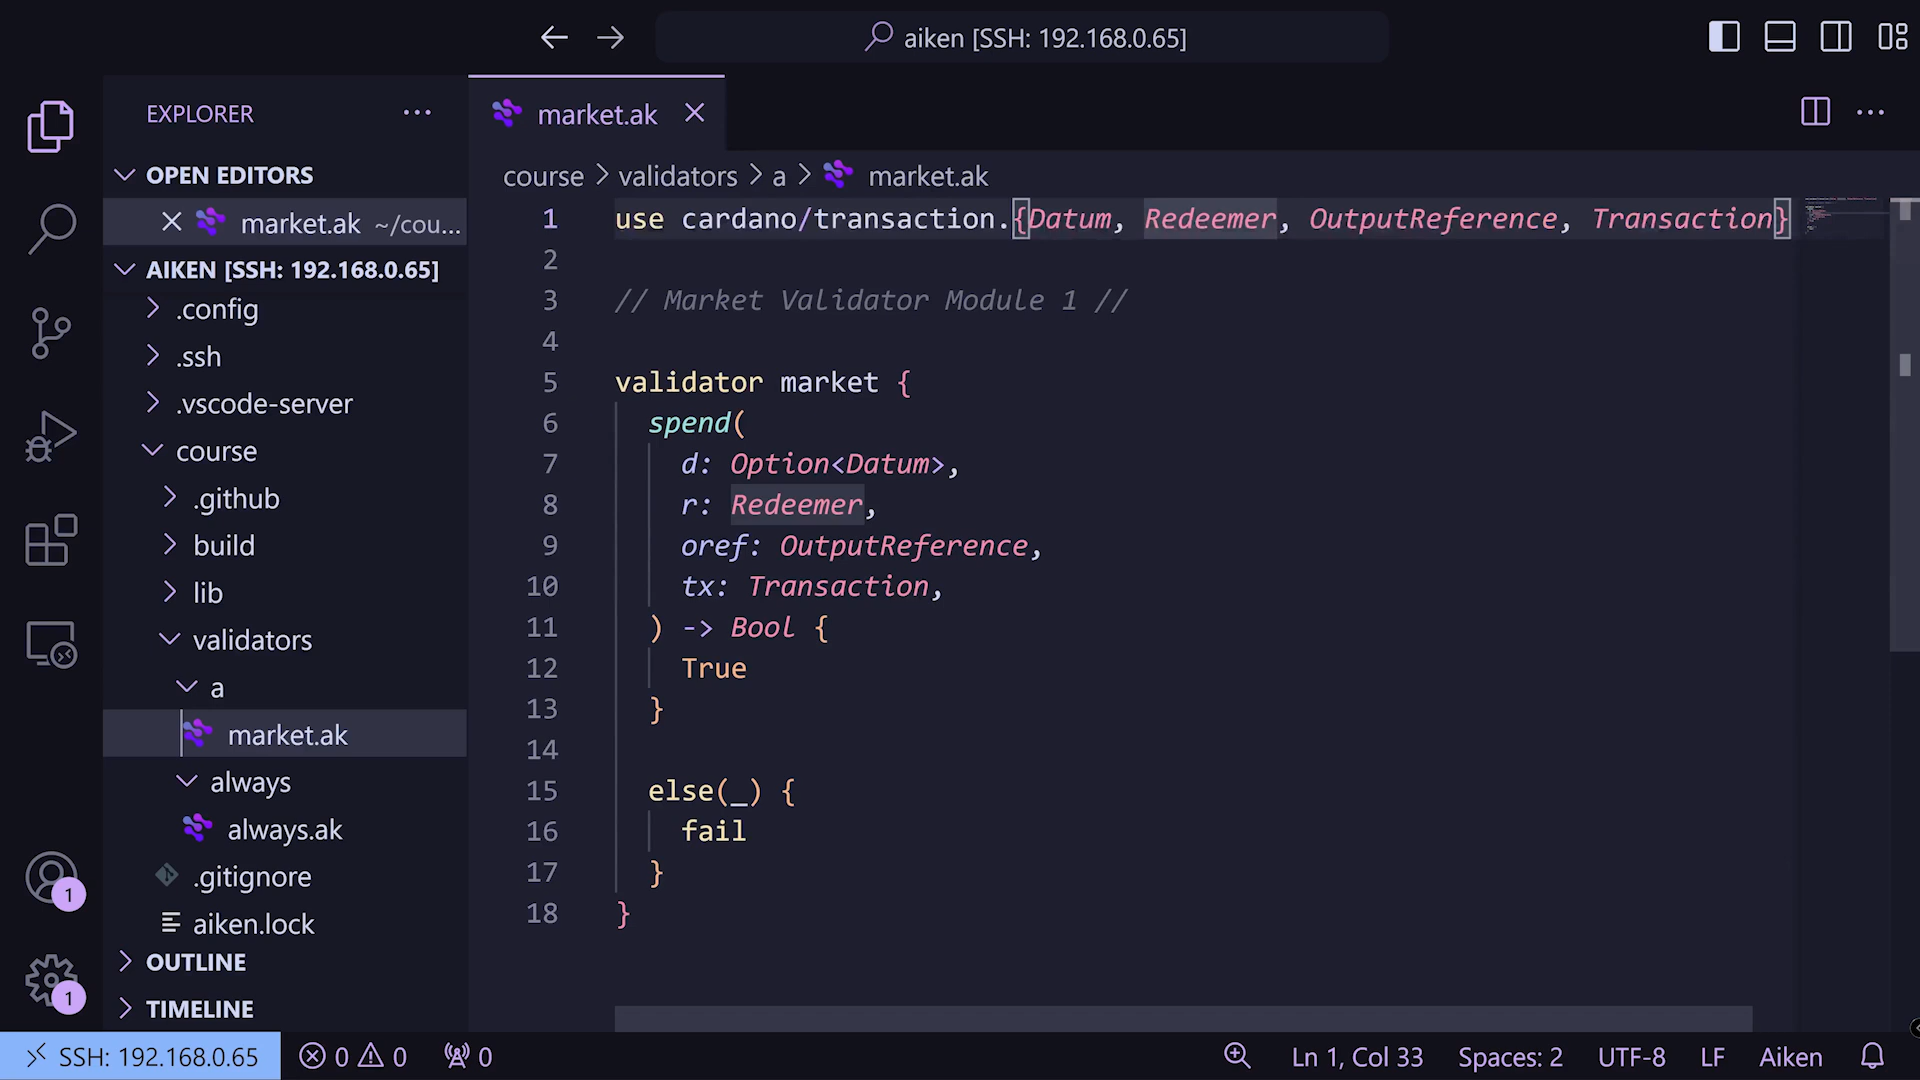 aiken [SSH: 192.168.0.65]
EXPLORER
OPEN EDITORS
market.ak ~/cou...
AIKEN [SSH: 192.168.0.65]
.config
.ssh
.vscode-server
course
.github
build
lib
validators
a
market.ak
always
always.ak
.gitignore
aiken.lock
OUTLINE
TIMELINE
1
1
market.ak
course > validators > a > market.ak
1 use cardano/transaction.{Datum, Redeemer, OutputReference, Transaction}
2
3 // Market Validator Module 1 //
4
5 validator market {
6 spend(
7 d: Option<Datum>,
8 r: Redeemer,
9 oref: OutputReference,
10 tx: Transaction,
11 ) -> Bool {
12 True
13 }
14
15 else(_) {
16 fail
17 }
18 }
SSH: 192.168.0.65 0 0 0 Ln 1, Col 33 Spaces: 2 UTF-8 LF Aiken